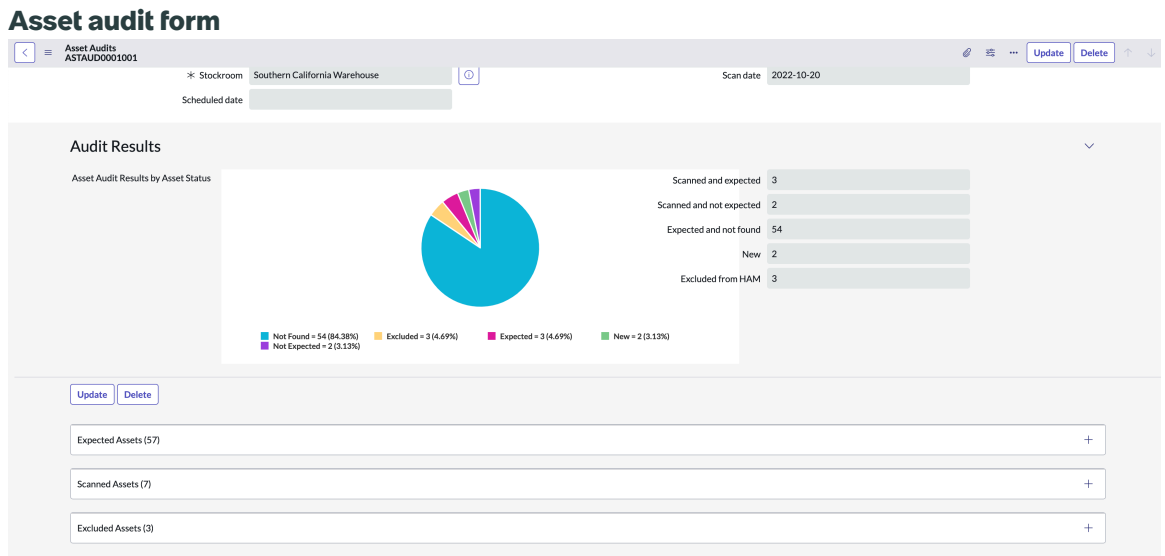 Asset audit form
Asset Audits
ASTAUD0001001
Update Delete
Stockroom Southern California Warehouse Scan date 2022-10-20
Scheduled date
Audit Results
Asset Audit Results by Asset Status
Scanned and expected 3
Scanned and not expected 2
Expected and not found 54
New 2
Excluded from HAM 3
Not Found = 54 (84.38%) Excluded = 3 (4.69%) Expected = 3 (4.69%) New = 2 (3.13%)
Not Expected = 2 (3.13%)
Update Delete
Expected Assets (57)
Scanned Assets (7)
Excluded Assets (3)